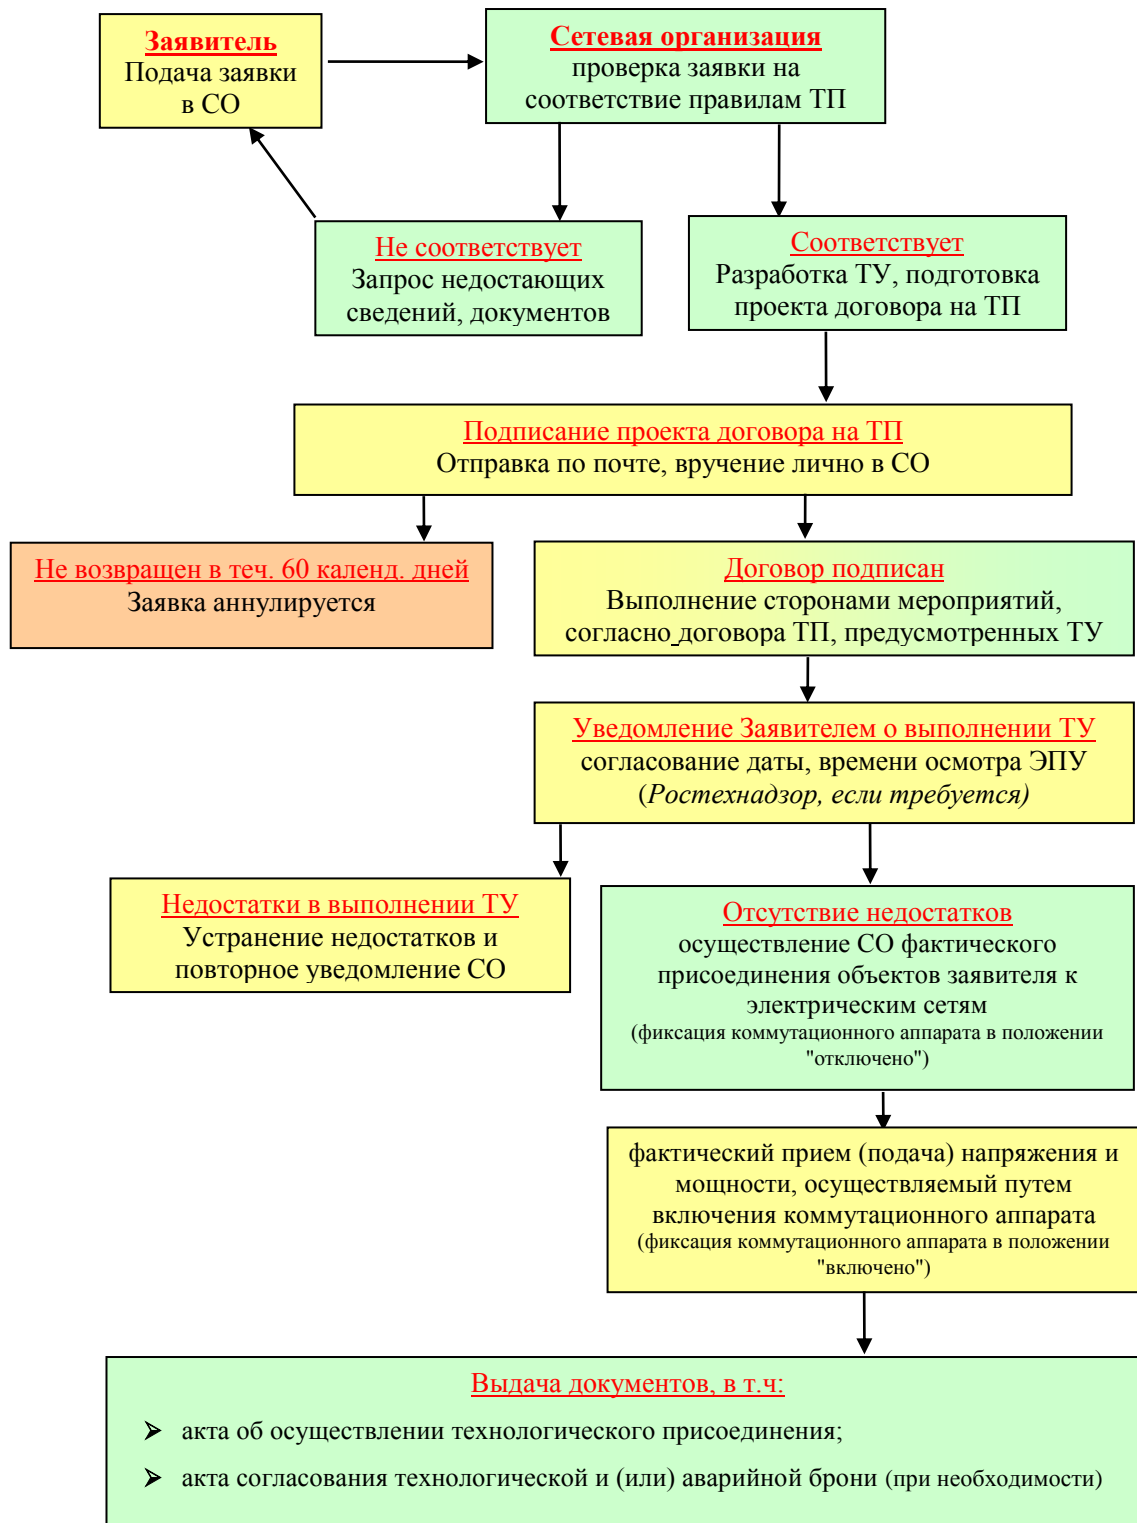 Заявитель
Подача заявки
в СО
Сетевая организация
проверка заявки на
соответствие правилам ТП
Не соответствует
Запрос недостающих
сведений, документов
Соответствует
Разработка ТУ, подготовка
проекта договора на ТП
Подписание проекта договора на ТП
Отправка по почте, вручение лично в СО
Не возвращен в теч. 60 календ. дней
Заявка аннулируется
Договор подписан
Выполнение сторонами мероприятий,
согласно договора ТП, предусмотренных ТУ
Уведомление Заявителем о выполнении ТУ
согласование даты, времени осмотра ЭПУ
(Ростехнадзор, если требуется)
Недостатки в выполнении ТУ
Устранение недостатков и
повторное уведомление СО
Отсутствие недостатков
осуществление СО фактического
присоединения объектов заявителя к
электрическим сетям
(фиксация коммутационного аппарата в положении
"отключено")
фактический прием (подача) напряжения и
мощности, осуществляемый путем
включения коммутационного аппарата
(фиксация коммутационного аппарата в положении
"включено")
Выдача документов, в т.ч:
➢ акта об осуществлении технологического присоединения;
➢ акта согласования технологической и (или) аварийной брони (при необходимости)